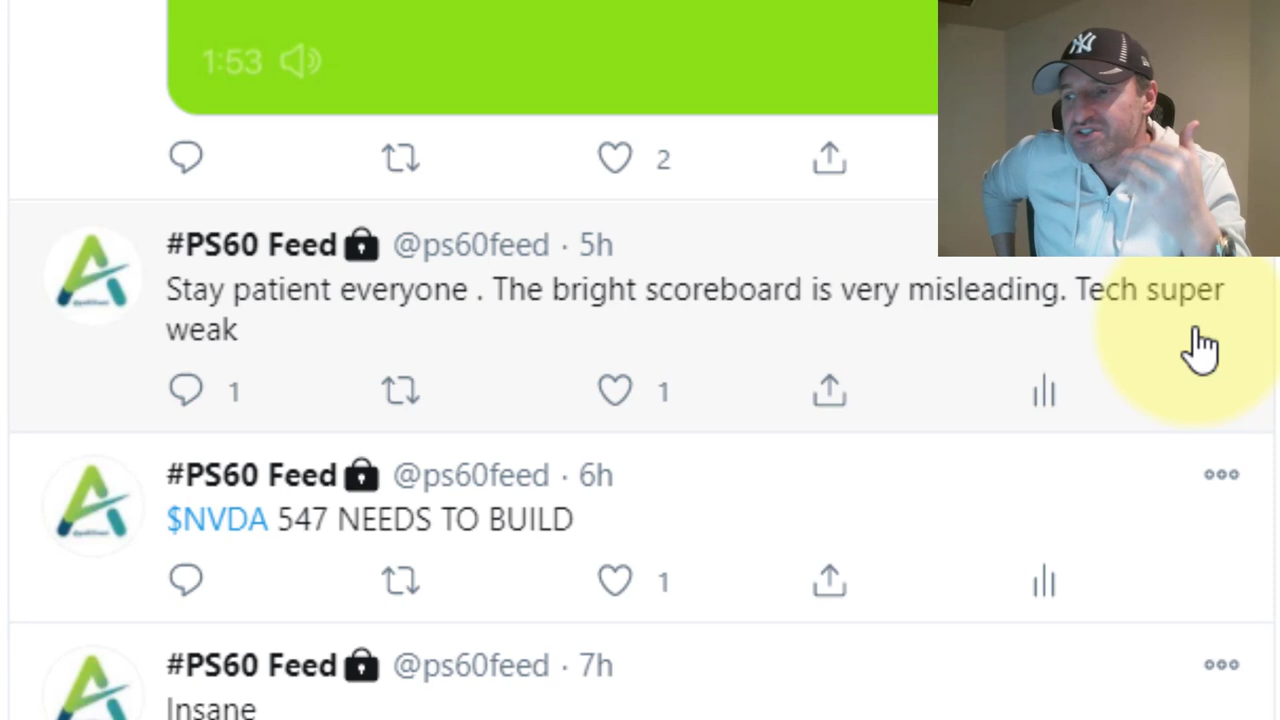 1:53
2
#PS60 Feed @ps60feed · 5h
Stay patient everyone . The bright scoreboard is very misleading. Tech super
weak
1 1
#PS60 Feed @ps60feed · 6h
$NVDA 547 NEEDS TO BUILD
1
#PS60 Feed @ps60feed · 7h
Insane